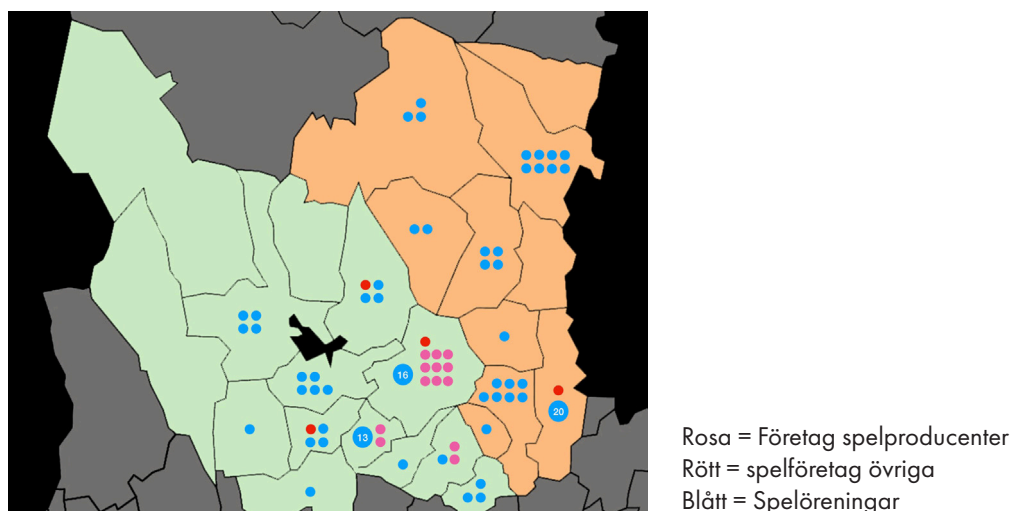 16
13
20
Rosa = Företag spelproducenter
Rött = spelföretag övriga
Blått = Spelöreningar